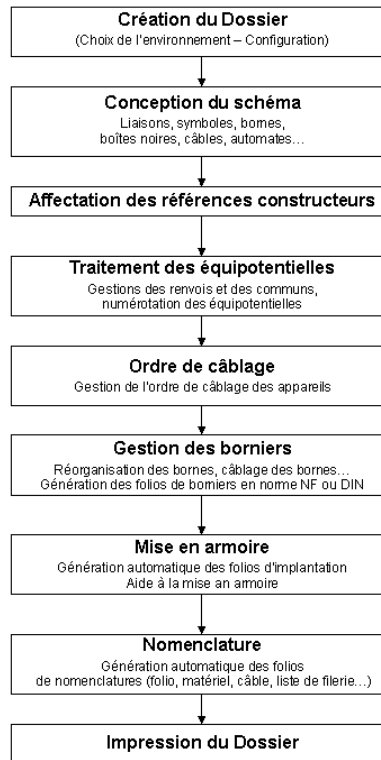 Création du Dossier
(Choix de l'environnement – Configuration)
Conception du schéma
Liaisons, symboles, bornes,
boîtes noires, câbles, automates...
Affectation des références constructeurs
Traitement des équipotentielles
Gestions des renvois et des communs,
numérotation des équipotentielles
Ordre de câblage
Gestion de l'ordre de câblage des appareils
Gestion des borniers
Réorganisation des bornes, câblage des bornes...
Génération des folios de borniers en norme NF ou DIN
Mise en armoire
Génération automatique des folios d'implantation
Aide à la mise an armoire
Nomenclature
Génération automatique des folios
de nomenclatures (folio, matériel, câble, liste de filerie...)
Impression du Dossier